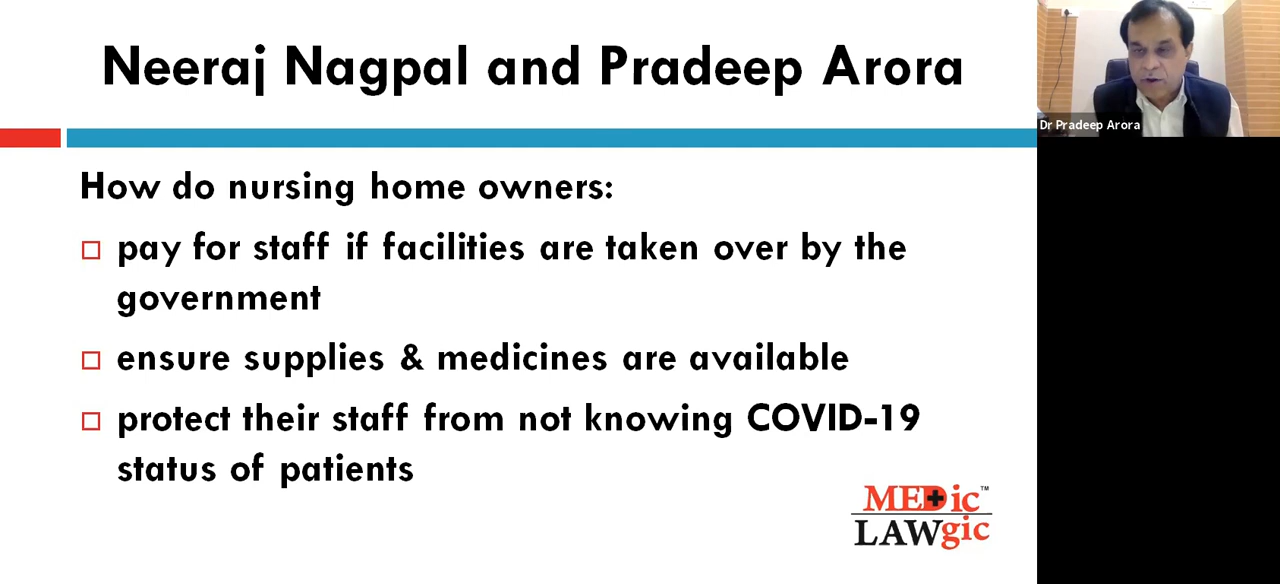 Neeraj Nagpal and Pradeep Arora
Dr Pradeep Arora
How do nursing home owners:
pay for staff if facilities are taken over by the
government
ensure supplies & medicines are available
protect their staff from not knowing COVID-19
status of patients
MEDic™
LAWgic